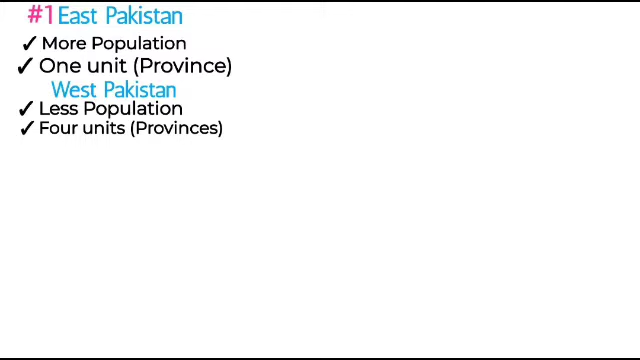 #1 East Pakistan
✓ More Population
✓ One unit (Province)
West Pakistan
✓ Less Population
✓ Four units (Provinces)